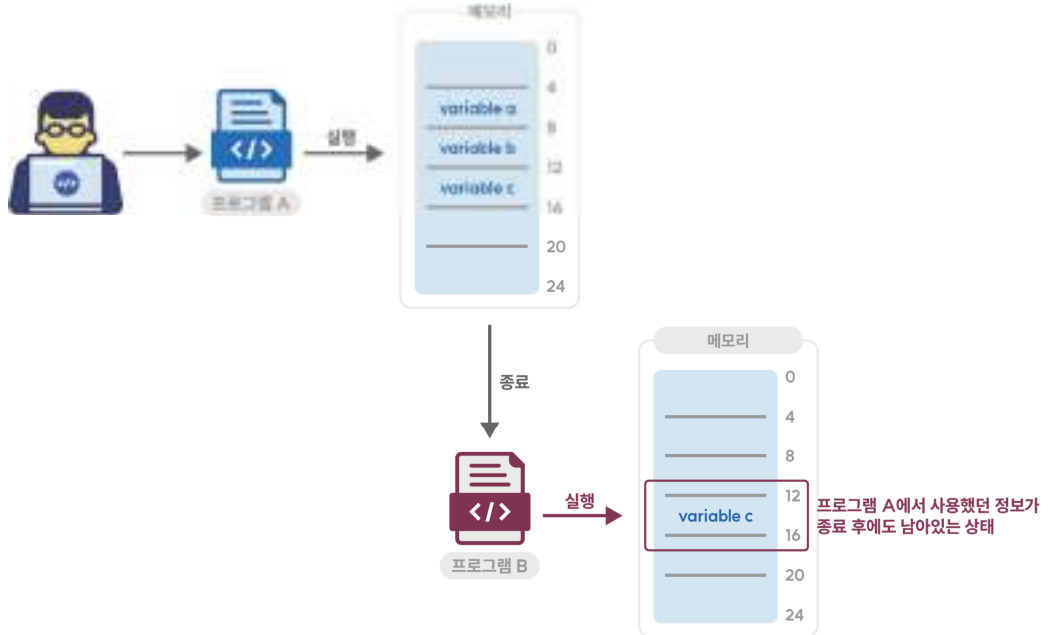 메모리
0
4
variable a
8
variable b
12
variable c
16
20
24
</>
실행
프로그램 A
종료
메모리
0
4
8
12
variable c
16
20
24
</>
실행
프로그램 B
프로그램 A에서 사용했던 정보가
종료 후에도 남아있는 상태